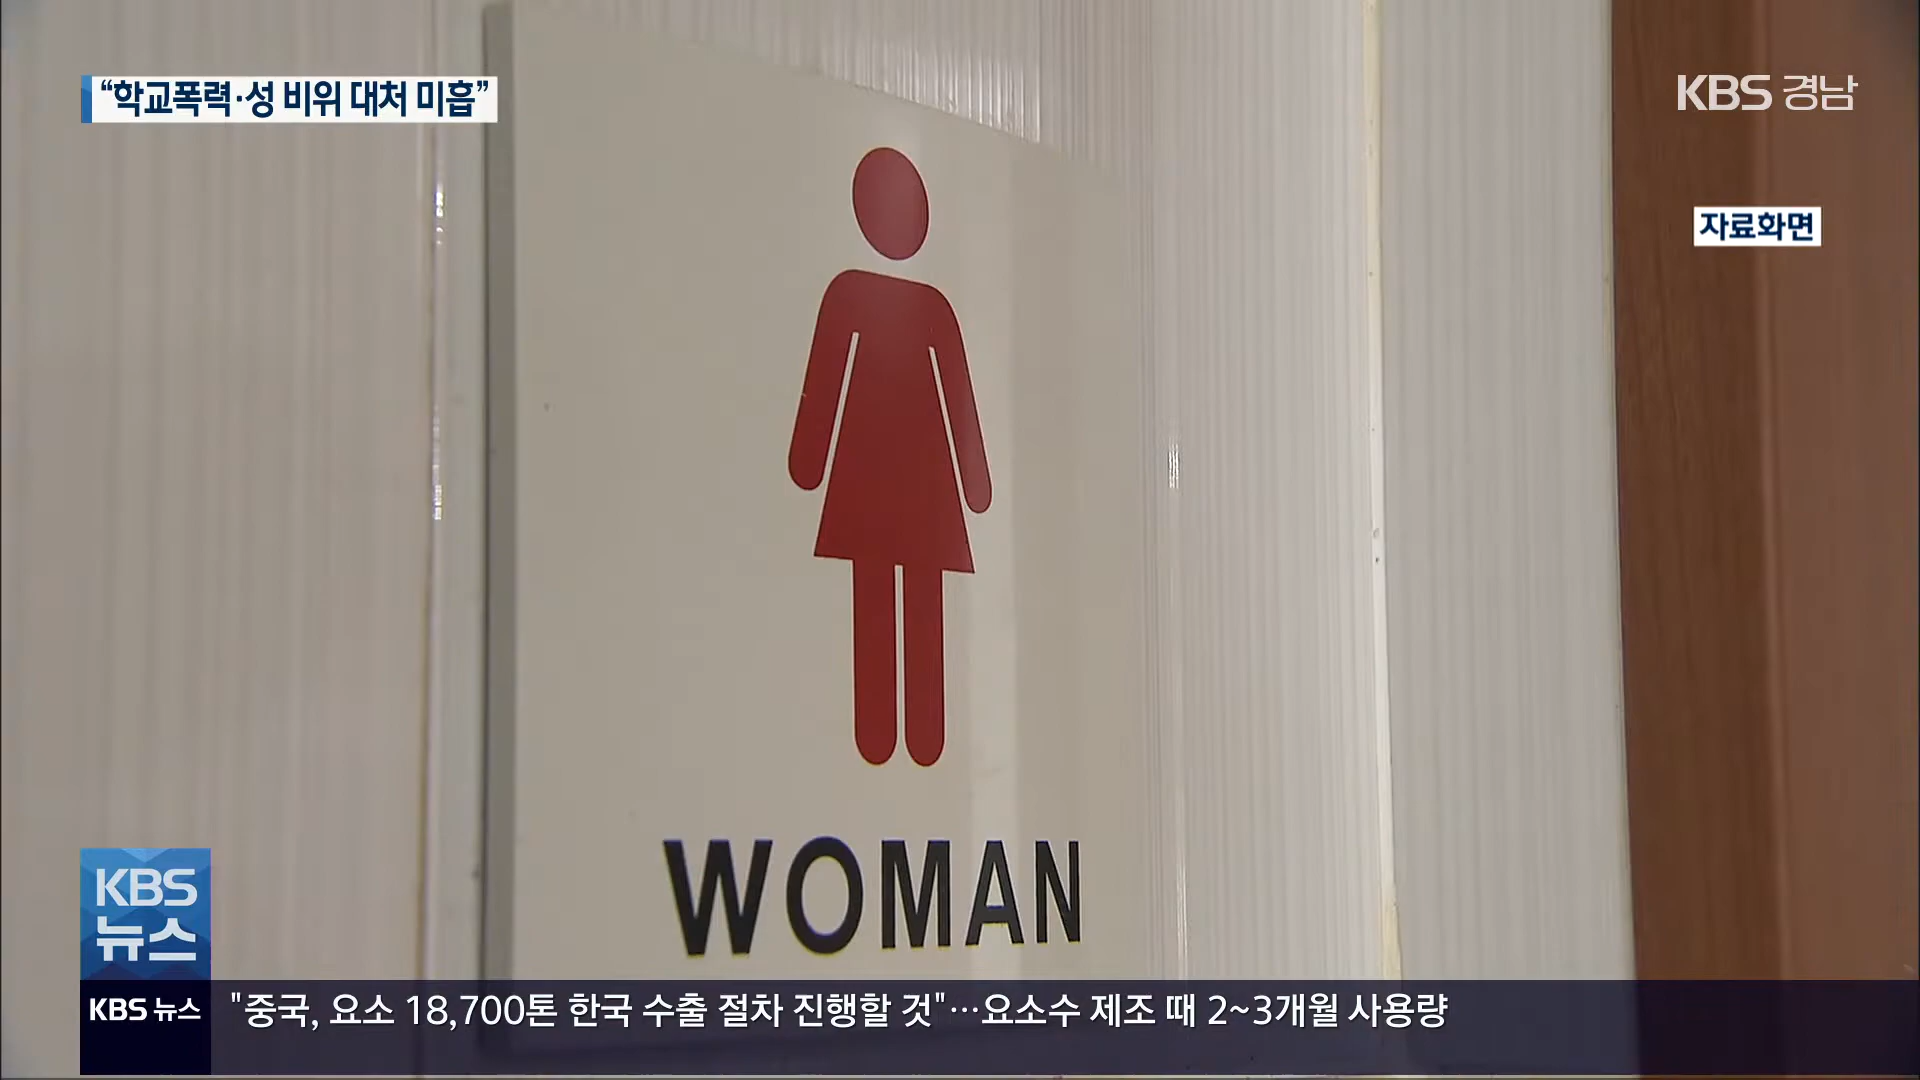 “학교폭력·성 비위 대처 미흡”
KBS 경남
자료화면
WOMAN
KBS
뉴스
KBS 뉴스
"중국, 요소 18,700톤 한국 수출 절차 진행할 것"…요소수 제조 때 2~3개월 사용량